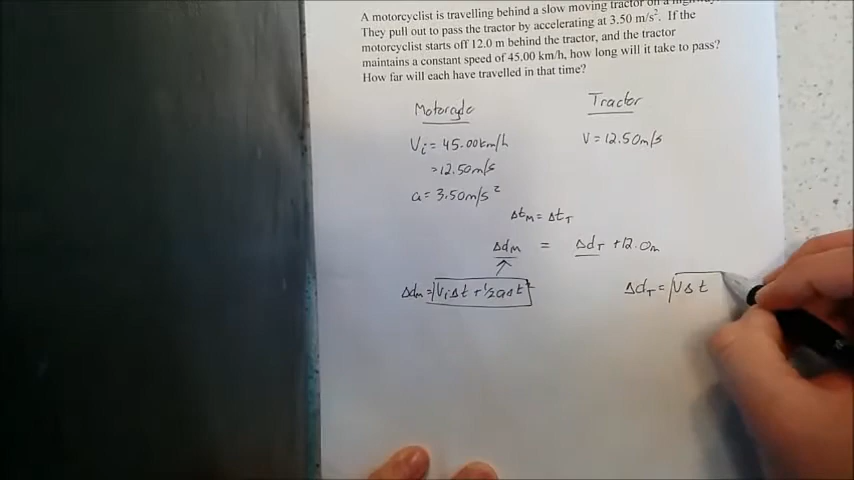 A motorcyclist is travelling behind a slow moving tractor on a
They pull out to pass the tractor by accelerating at 3.50 m/s². If the
motorcyclist starts off 12.0 m behind the tractor, and the tractor
maintains a constant speed of 45.00 km/h, how long will it take to pass?
How far will each have travelled in that time?
Motorcycle Tractor
Vi = 45.00km/h V = 12.50m/s
= 12.50m/s
a = 3.50m/s²
ΔtM = ΔtT
ΔdM = ΔdT + 12.0m
ΔdM = ViΔt + 1/2aΔt² ΔdT = VΔt